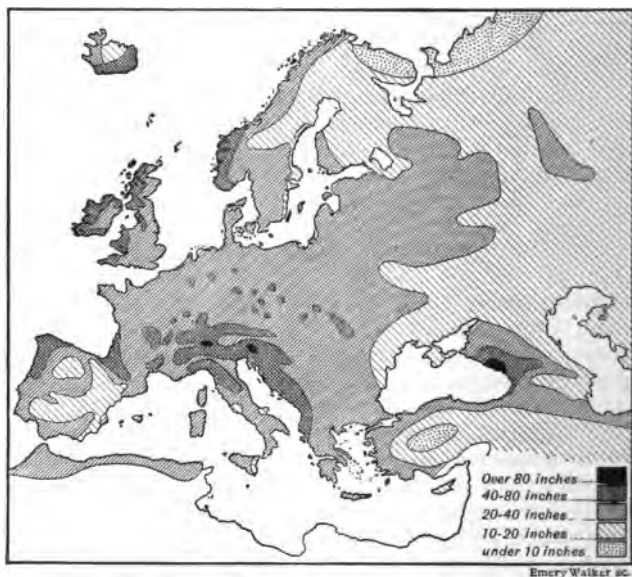 Over 80 inches
40-80 inches
20-40 inches
10-20 inches
under 10 inches
Emery Walker sc.